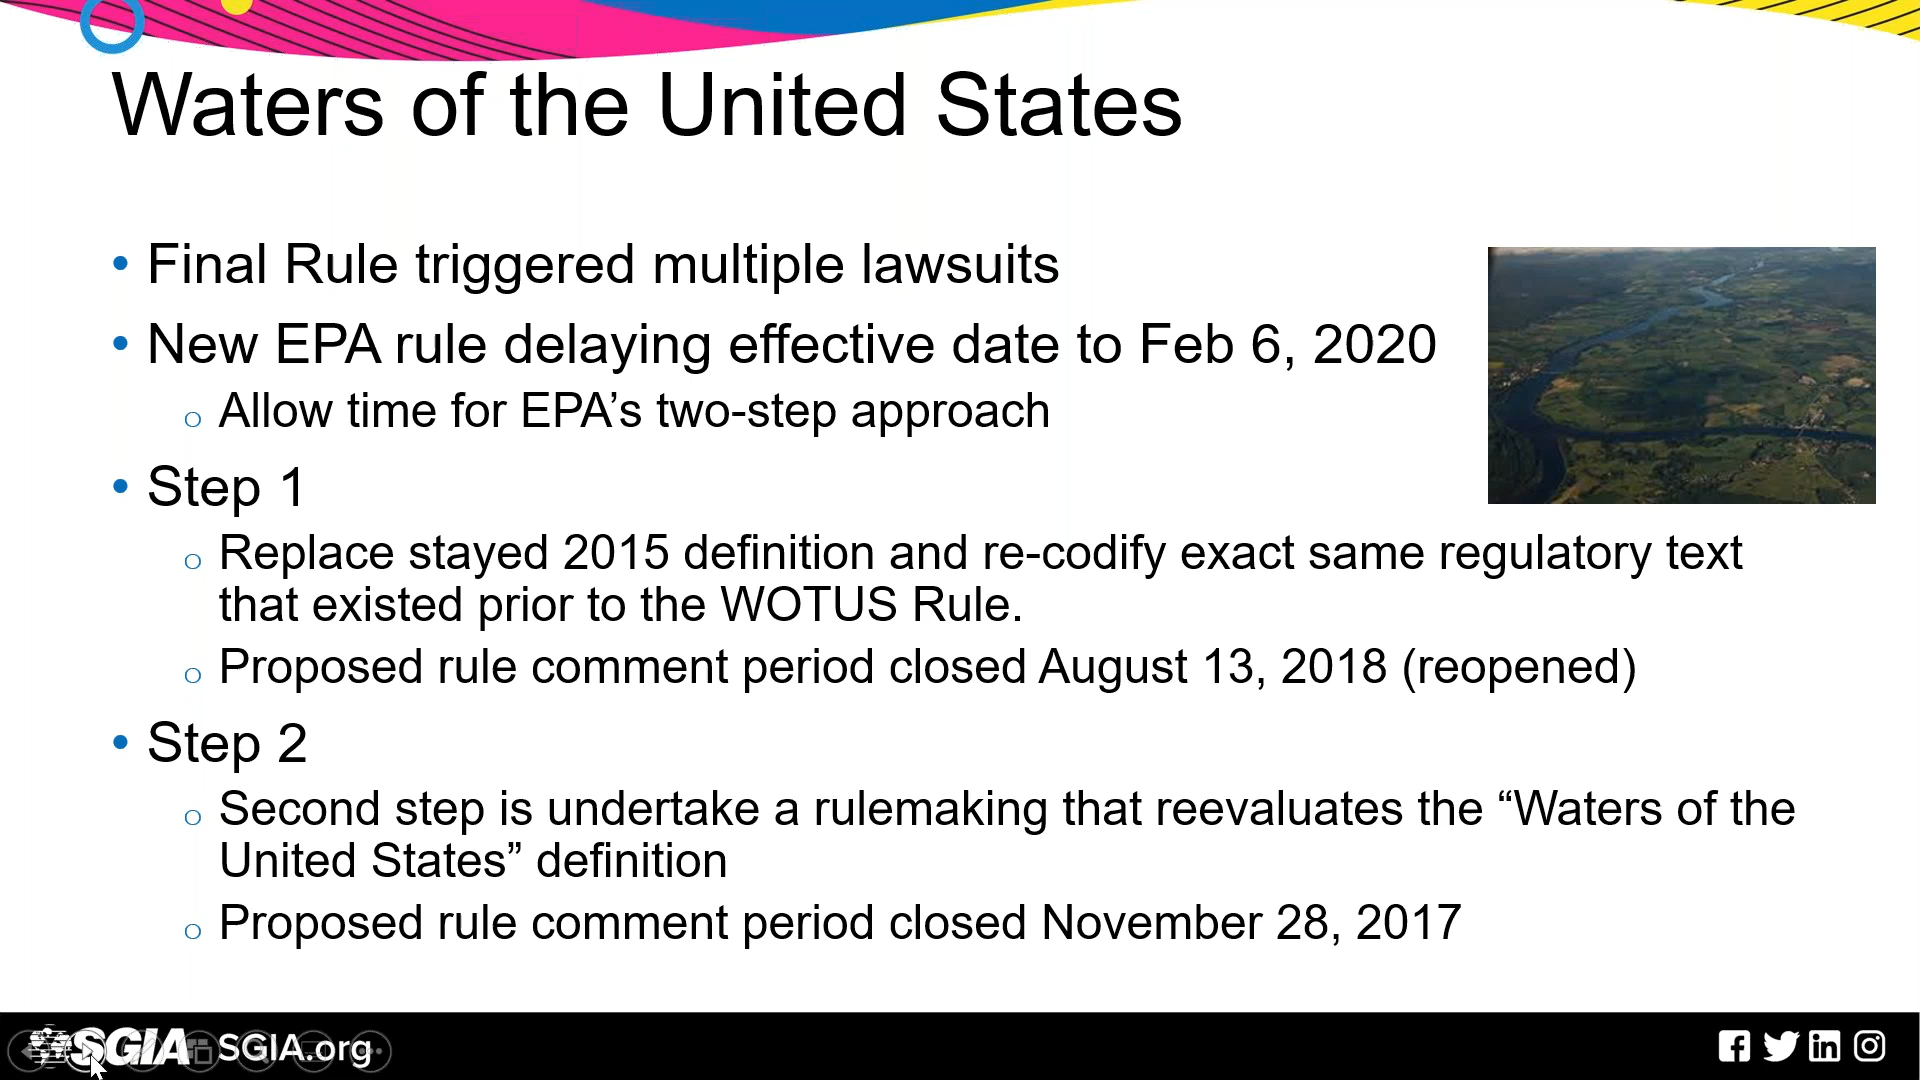 Waters of the United States
• Final Rule triggered multiple lawsuits
• New EPA rule delaying effective date to Feb 6, 2020
o Allow time for EPA’s two-step approach
• Step 1
o Replace stayed 2015 definition and re-codify exact same regulatory text
that existed prior to the WOTUS Rule.
o Proposed rule comment period closed August 13, 2018 (reopened)
• Step 2
o Second step is undertake a rulemaking that reevaluates the “Waters of the
United States” definition
o Proposed rule comment period closed November 28, 2017
SGIA SGIA.org